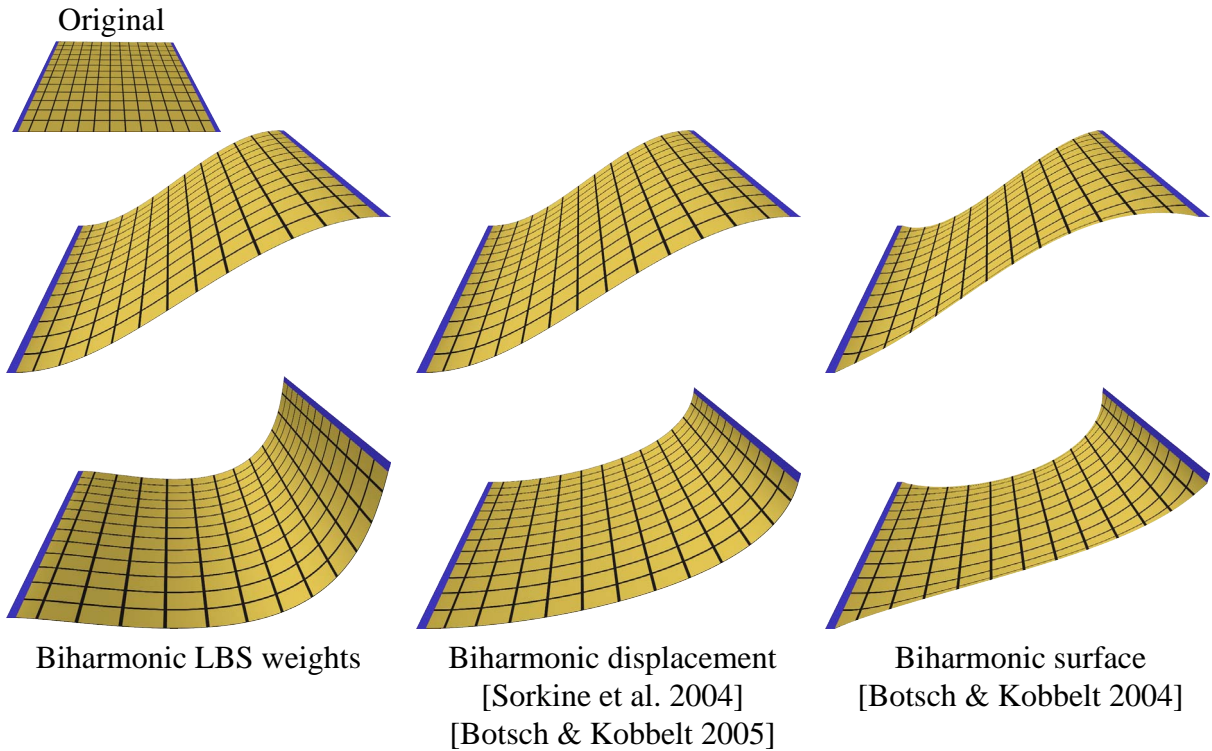 Original
Biharmonic LBS weights
Biharmonic displacement
[Sorkine et al. 2004]
[Botsch & Kobbelt 2005]
Biharmonic surface
[Botsch & Kobbelt 2004]